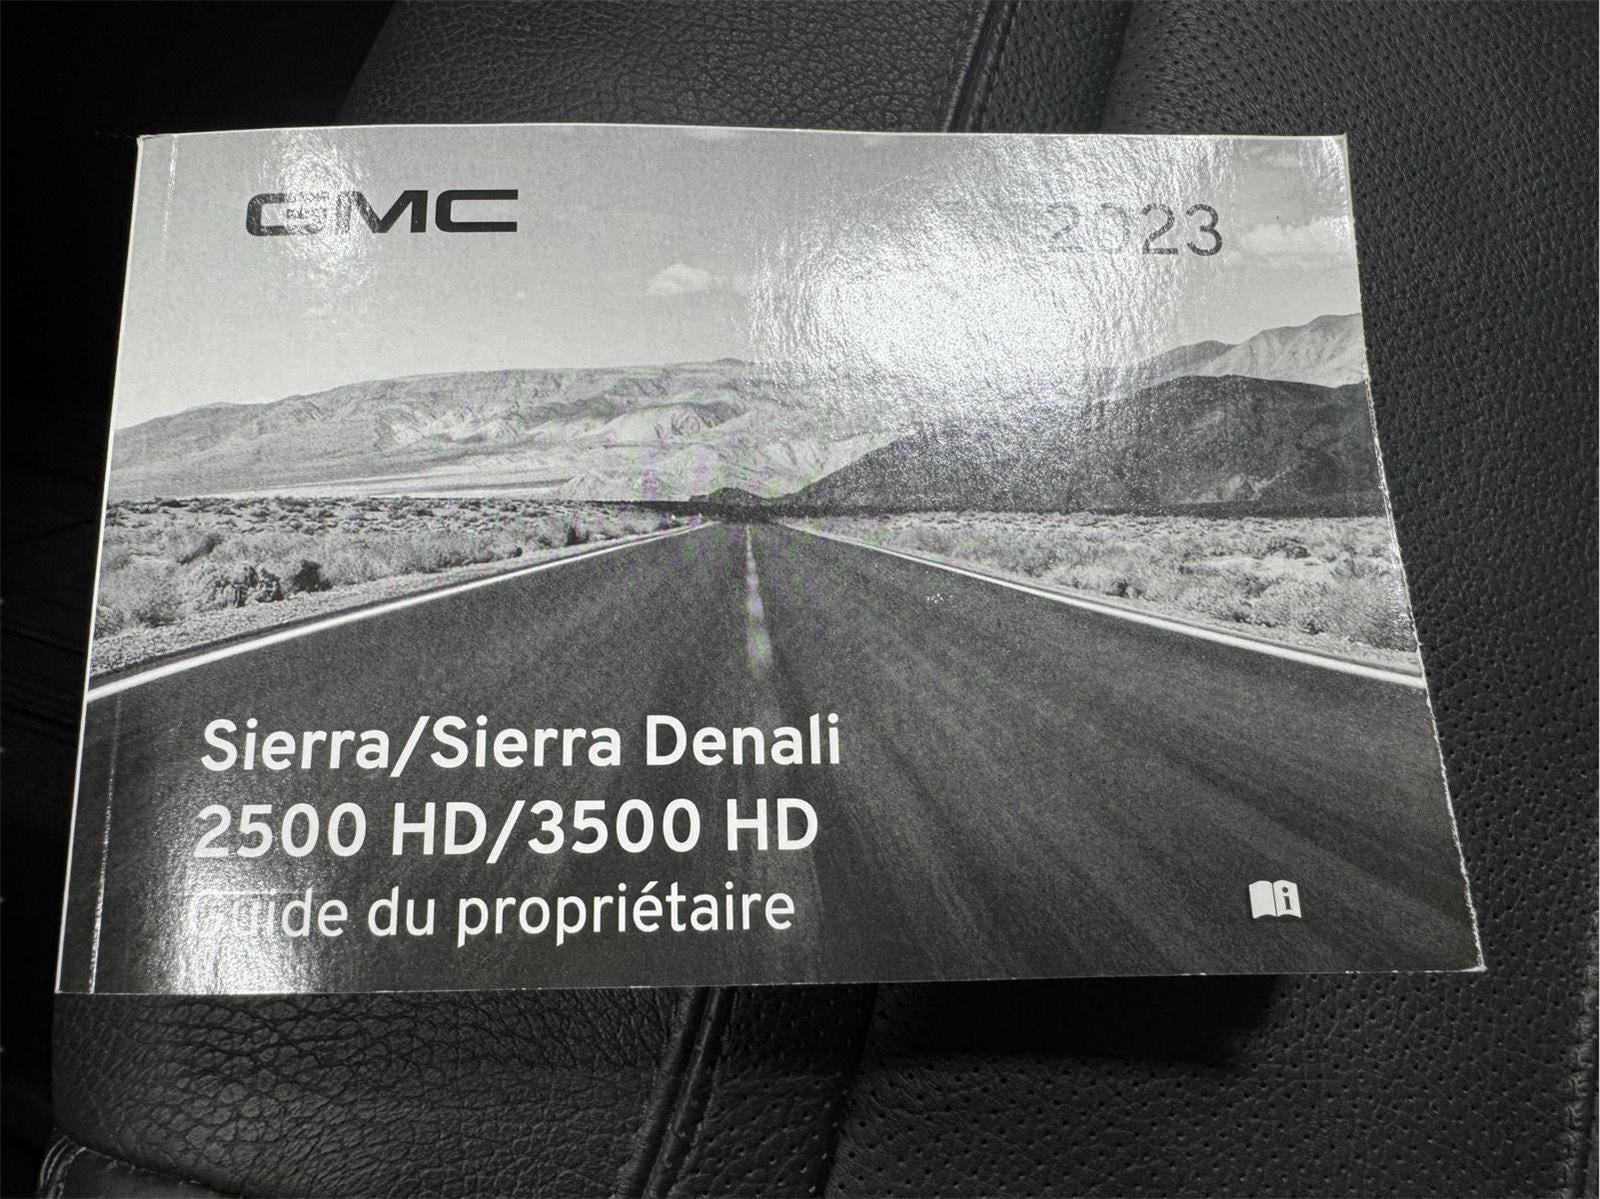 GMC
2023
Sierra/Sierra Denali
2500 HD/3500 HD
Guide du propriétaire